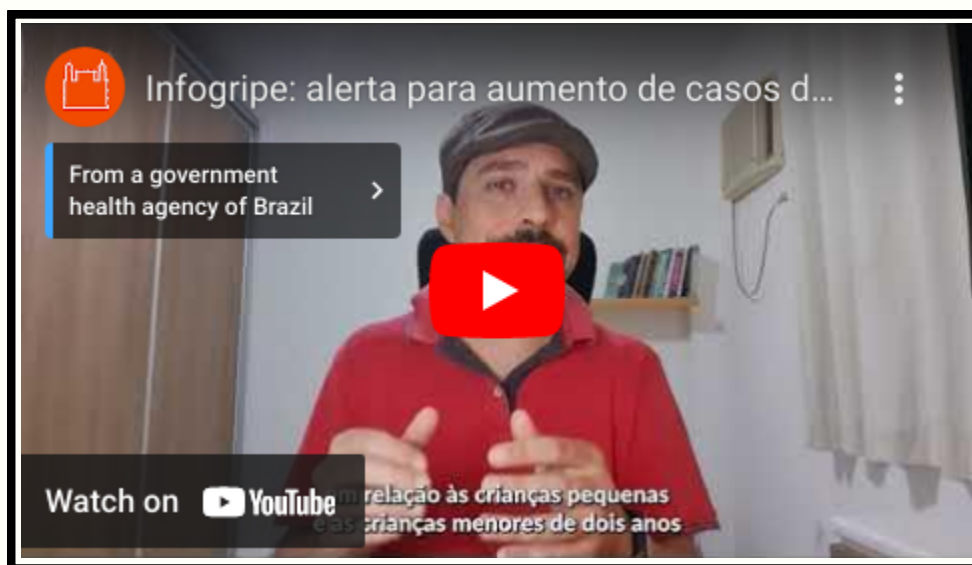 Infogripe: alerta para aumento de casos d...
From a government
health agency of Brazil
Watch on YouTube
relação às crianças pequenas
e as crianças menores de dois anos